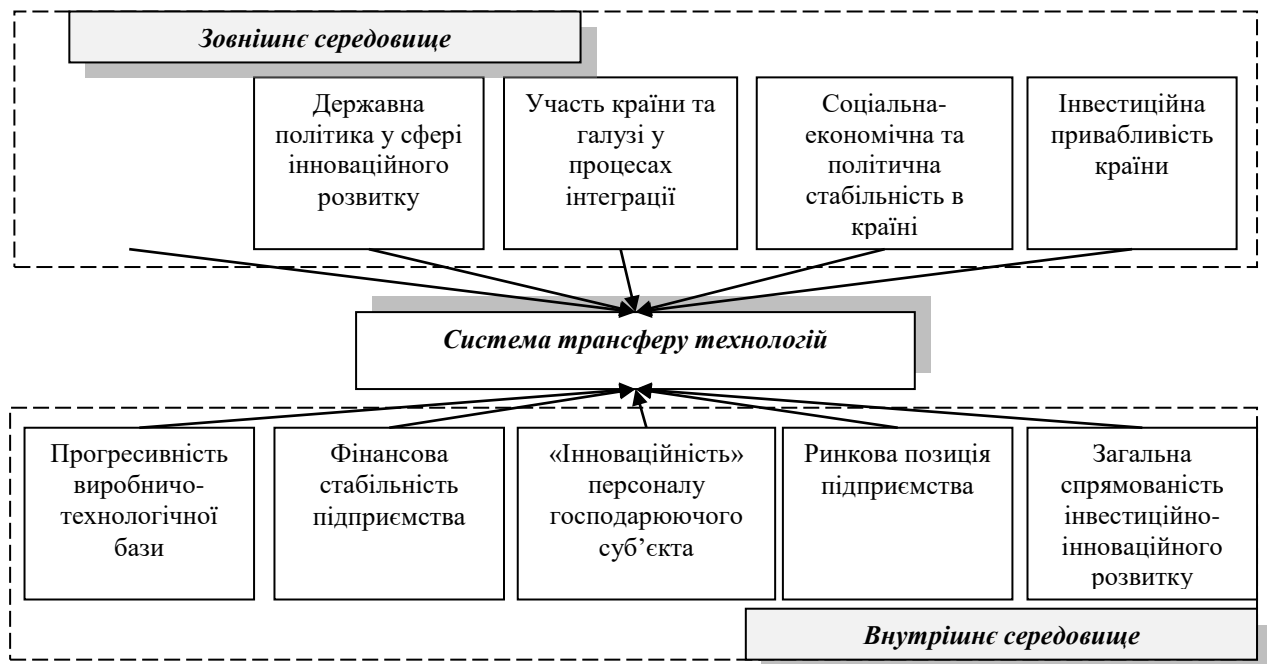 Зовнішнє середовище
Державна
політика у сфері
інноваційного
розвитку
Участь країни та
галузі у
процесах
інтеграції
Соціальна-
економічна та
політична
стабільність в
країні
Інвестиційна
привабливість
країни
Система трансферу технологій
Прогресивність
виробничо-
технологічної
бази
Фінансова
стабільність
підприємства
«Інноваційність»
персоналу
господарюючого
суб’єкта
Ринкова позиція
підприємства
Загальна
спрямованість
інвестиційно-
інноваційного
розвитку
Внутрішнє середовище